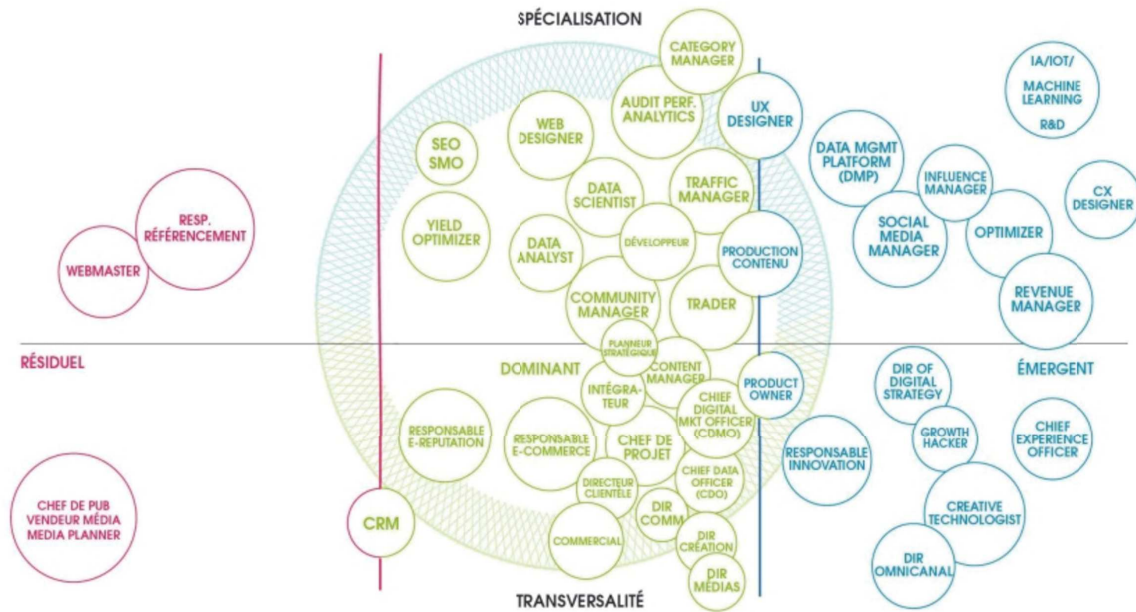 SPÉCIALISATION
CATEGORY
MANAGER
IA/IOT/
MACHINE
LEARNING
R&D
AUDIT PERF.
ANALYTICS
UX
DESIGNER
WEB
DESIGNER
SEO
SMO
DATA MGMT
PLATFORM
(DMP)
INFLUENCE
MANAGER
CX
DESIGNER
DATA
SCIENTIST
TRAFFIC
MANAGER
RESP.
RÉFÉRENCEMENT
YIELD
OPTIMIZER
SOCIAL
MEDIA
MANAGER
OPTIMIZER
DATA
ANALYST
DÉVELOPPEUR
PRODUCTION
CONTENU
WEBMASTER
COMMUNITY
MANAGER
TRADER
REVENUE
MANAGER
PLANNEUR
STRATÉGIQUE
RÉSIDUEL
DOMINANT
ÉMERGENT
CONTENT
MANAGER
INTÉGRA-
TEUR
PRODUCT
OWNER
DIR OF
DIGITAL
STRATEGY
CHIEF
DIGITAL
MKT OFFICER
(CDMO)
RESPONSABLE
E-REPUTATION
RESPONSABLE
E-COMMERCE
CHEF DE
PROJET
GROWTH
HACKER
CHIEF
EXPERIENCE
OFFICER
RESPONSABLE
INNOVATION
CHIEF DATA
OFFICER
(CDO)
DIRECTEUR
CLIENTÈLE
CHEF DE PUB
VENDEUR MÉDIA
MEDIA PLANNER
CRM
DIR
COMM
CREATIVE
TECHNOLOGIST
COMMERCIAL
DIR
CRÉATION
DIR
OMNICANAL
DIR
MÉDIAS
TRANSVERSALITÉ